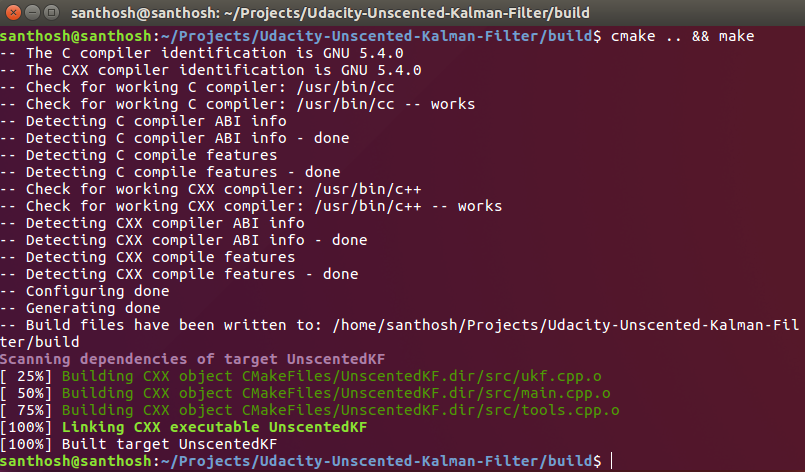 santhosh@santhosh: ~/Projects/Udacity-Unscented-Kalman-Filter/build
santhosh@santhosh:~/Projects/Udacity-Unscented-Kalman-Filter/build$ cmake .. && make
-- The C compiler identification is GNU 5.4.0
-- The CXX compiler identification is GNU 5.4.0
-- Check for working C compiler: /usr/bin/cc
-- Check for working C compiler: /usr/bin/cc -- works
-- Detecting C compiler ABI info
-- Detecting C compiler ABI info - done
-- Detecting C compile features
-- Detecting C compile features - done
-- Check for working CXX compiler: /usr/bin/c++
-- Check for working CXX compiler: /usr/bin/c++ -- works
-- Detecting CXX compiler ABI info
-- Detecting CXX compiler ABI info - done
-- Detecting CXX compile features
-- Detecting CXX compile features - done
-- Configuring done
-- Generating done
-- Build files have been written to: /home/santhosh/Projects/Udacity-Unscented-Kalman-Fil
ter/build
Scanning dependencies of target UnscentedKF
[ 25%] Building CXX object CMakeFiles/UnscentedKF.dir/src/ukf.cpp.o
[ 50%] Building CXX object CMakeFiles/UnscentedKF.dir/src/main.cpp.o
[ 75%] Building CXX object CMakeFiles/UnscentedKF.dir/src/tools.cpp.o
[100%] Linking CXX executable UnscentedKF
[100%] Built target UnscentedKF
santhosh@santhosh:~/Projects/Udacity-Unscented-Kalman-Filter/build$